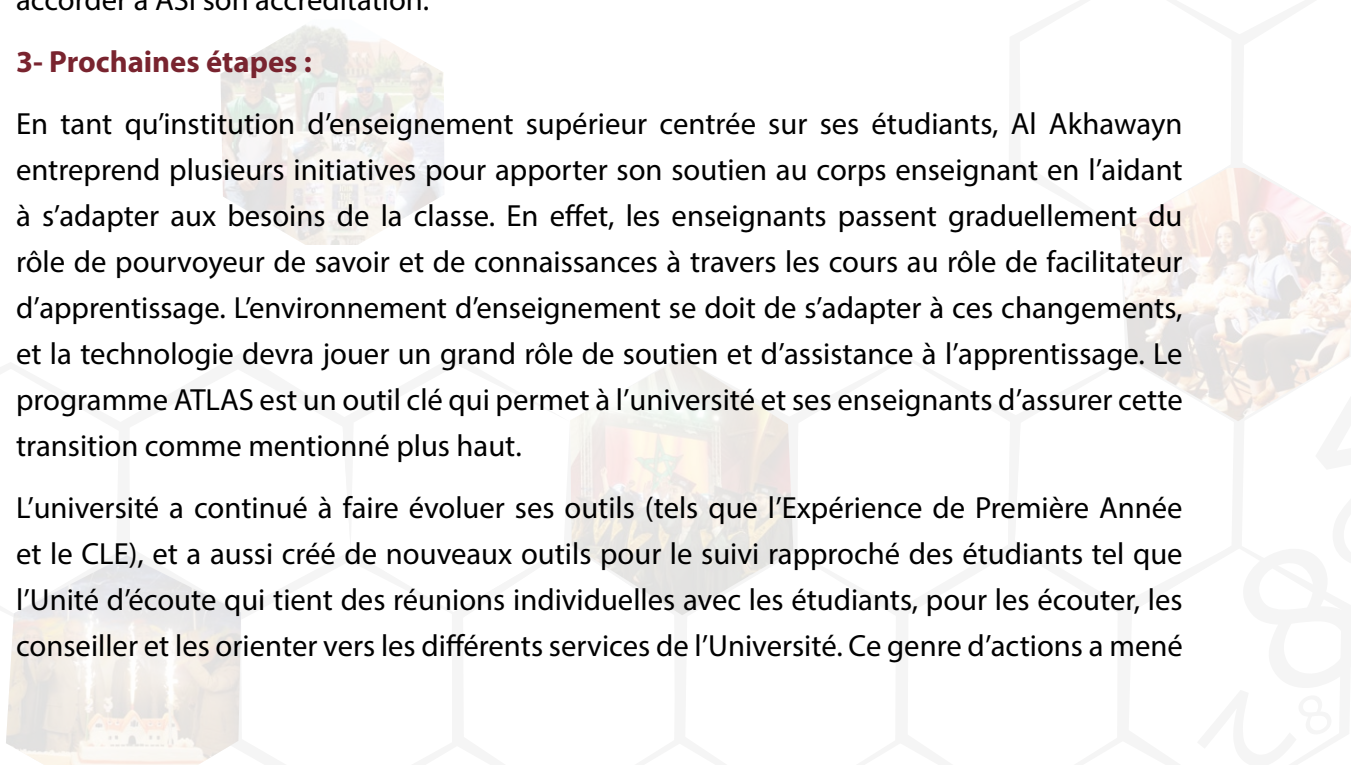 accorder à ASI son accréditation.
3- Prochaines étapes :
En tant qu’institution d’enseignement supérieur centrée sur ses étudiants, Al Akhawayn
entreprend plusieurs initiatives pour apporter son soutien au corps enseignant en l’aidant
à s’adapter aux besoins de la classe. En effet, les enseignants passent graduellement du
rôle de pourvoyeur de savoir et de connaissances à travers les cours au rôle de facilitateur
d’apprentissage. L’environnement d’enseignement se doit de s’adapter à ces changements,
et la technologie devra jouer un grand rôle de soutien et d’assistance à l’apprentissage. Le
programme ATLAS est un outil clé qui permet à l’université et ses enseignants d’assurer cette
transition comme mentionné plus haut.
L’université a continué à faire évoluer ses outils (tels que l’Expérience de Première Année
et le CLE), et a aussi créé de nouveaux outils pour le suivi rapproché des étudiants tel que
l’Unité d’écoute qui tient des réunions individuelles avec les étudiants, pour les écouter, les
conseiller et les orienter vers les différents services de l’Université. Ce genre d’actions a mené